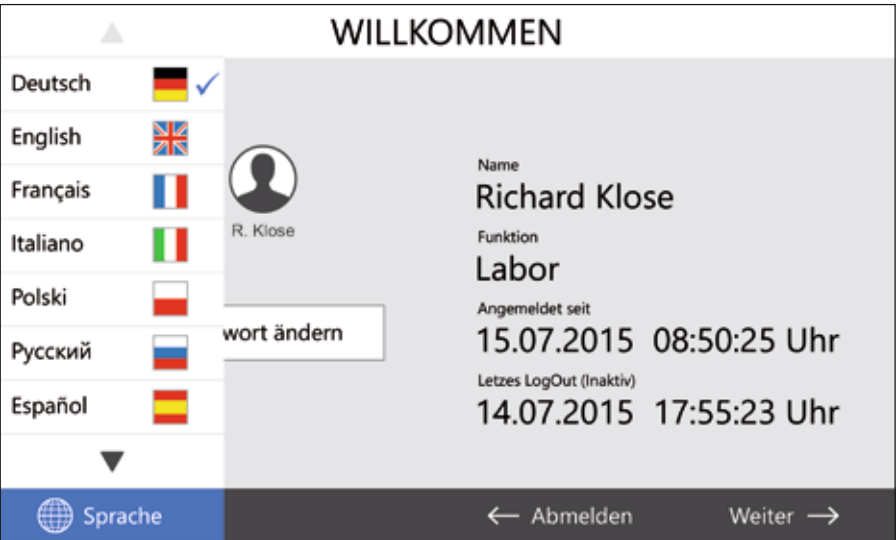 WILLKOMMEN
Deutsch
English
Français
Italiano
Polski
Русский
Español
Sprache
R. Klose
wort ändern
Name
Richard Klose
Funktion
Labor
Angemeldet seit
15.07.2015 08:50:25 Uhr
Letzes LogOut (Inaktiv)
14.07.2015 17:55:23 Uhr
← Abmelden
Weiter →